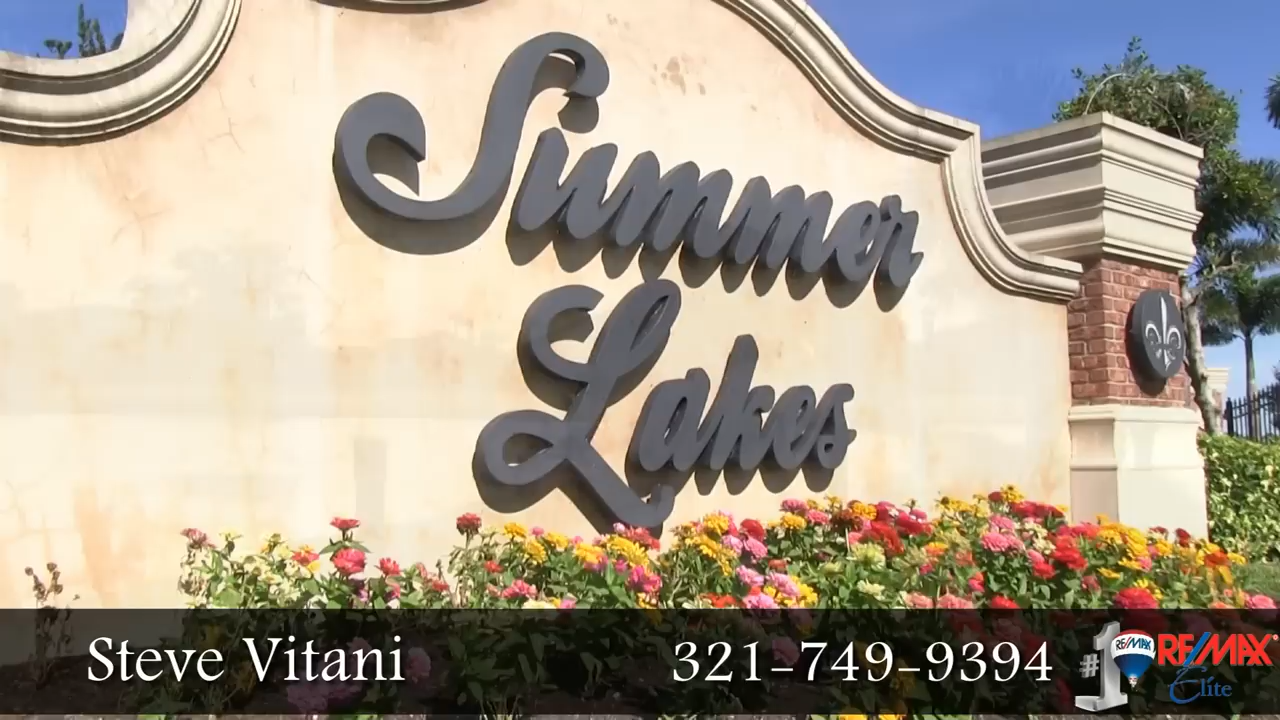 Summer
Lakes
Steve Vitani
321-749-9394
#1
RE/MAX
RE/MAX
Elite